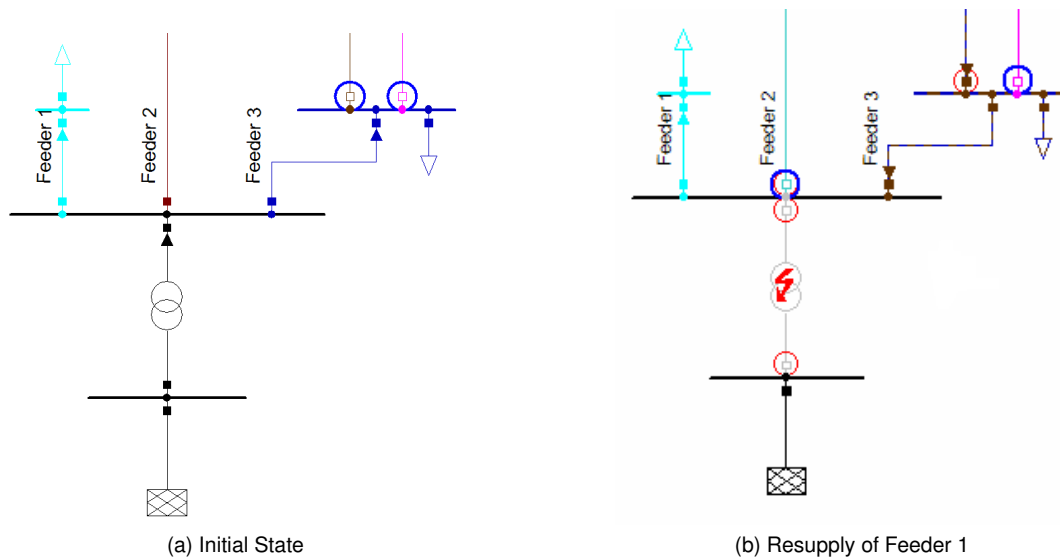 Feeder 1
Feeder 2
Feeder 3
Feeder 1
Feeder 2
Feeder 3
(a) Initial State
(b) Resupply of Feeder 1